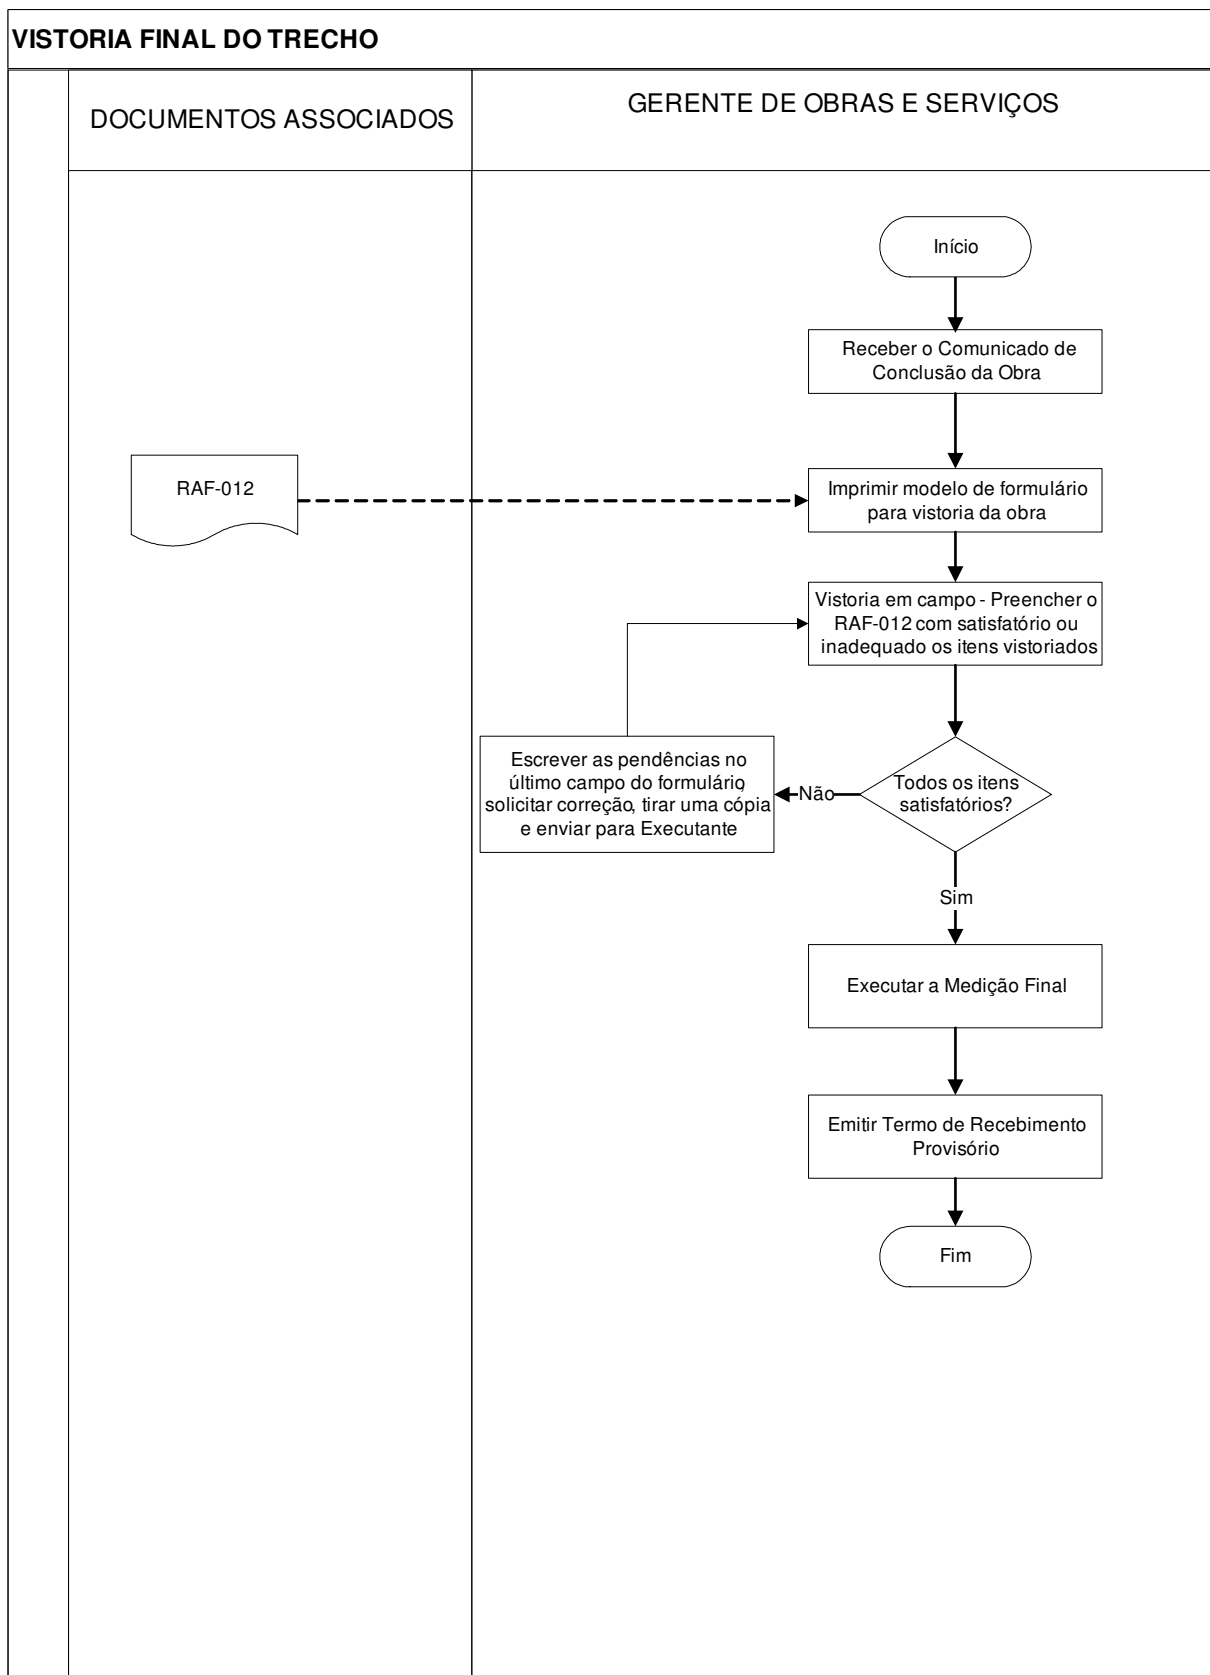 VISTORIA FINAL DO TRECHO
DOCUMENTOS ASSOCIADOS
GERENTE DE OBRAS E SERVIÇOS
Início
Receber o Comunicado de
Conclusão da Obra
RAF-012
Imprimir modelo de formulário
para vistoria da obra
Vistoria em campo - Preencher o
RAF-012 com satisfatório ou
inadequado os itens vistoriados
Escrever as pendências no
último campo do formulário,
solicitar correção, tirar uma cópia
e enviar para Executante
Não
Todos os itens
satisfatórios?
Sim
Executar a Medição Final
Emitir Termo de Recebimento
Provisório
Fim